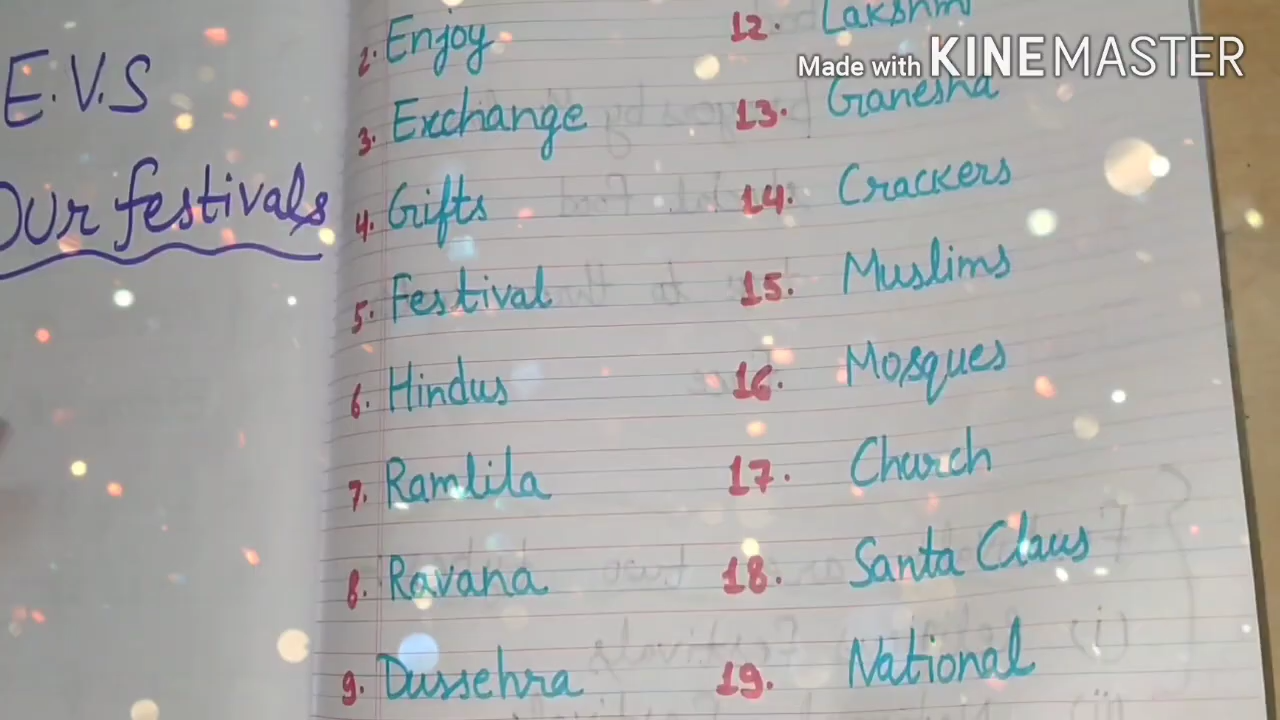 E.V.S
Our festivals
2. Enjoy
3. Exchange
4. Gifts
5. Festival
6. Hindus
7. Ramlila
8. Ravana
9. Dussehra
12. Lakshmi
13. Ganesha
14. Crackers
15. Muslims
16. Mosques
17. Church
18. Santa Claus
19. National
Made with KINEMASTER